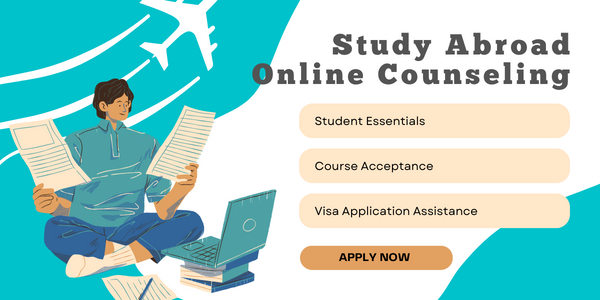 Study Abroad
Online Counseling
Student Essentials
Course Acceptance
Visa Application Assistance
APPLY NOW